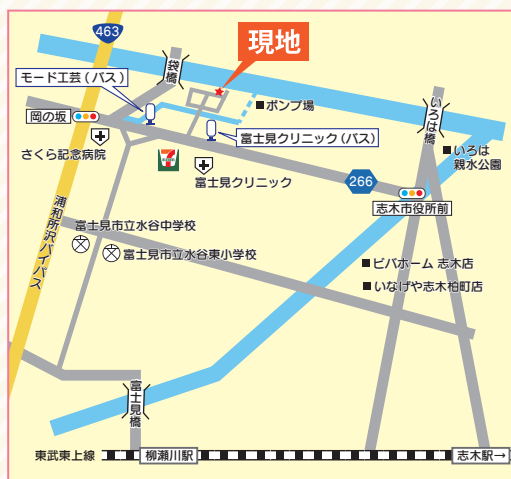 463
現地
袋橋
モード工芸(バス)
ポンプ場
いろは橋
岡の坂
富士見クリニック(バス)
いろは
親水公園
さくら記念病院
富士見クリニック
266
志木市役所前
浦和所沢バイパス
富士見市立水谷中学校
富士見市立水谷東小学校
ビバホーム 志木店
いなげや志木柏町店
富士見橋
東武東上線
柳瀬川駅
志木駅→